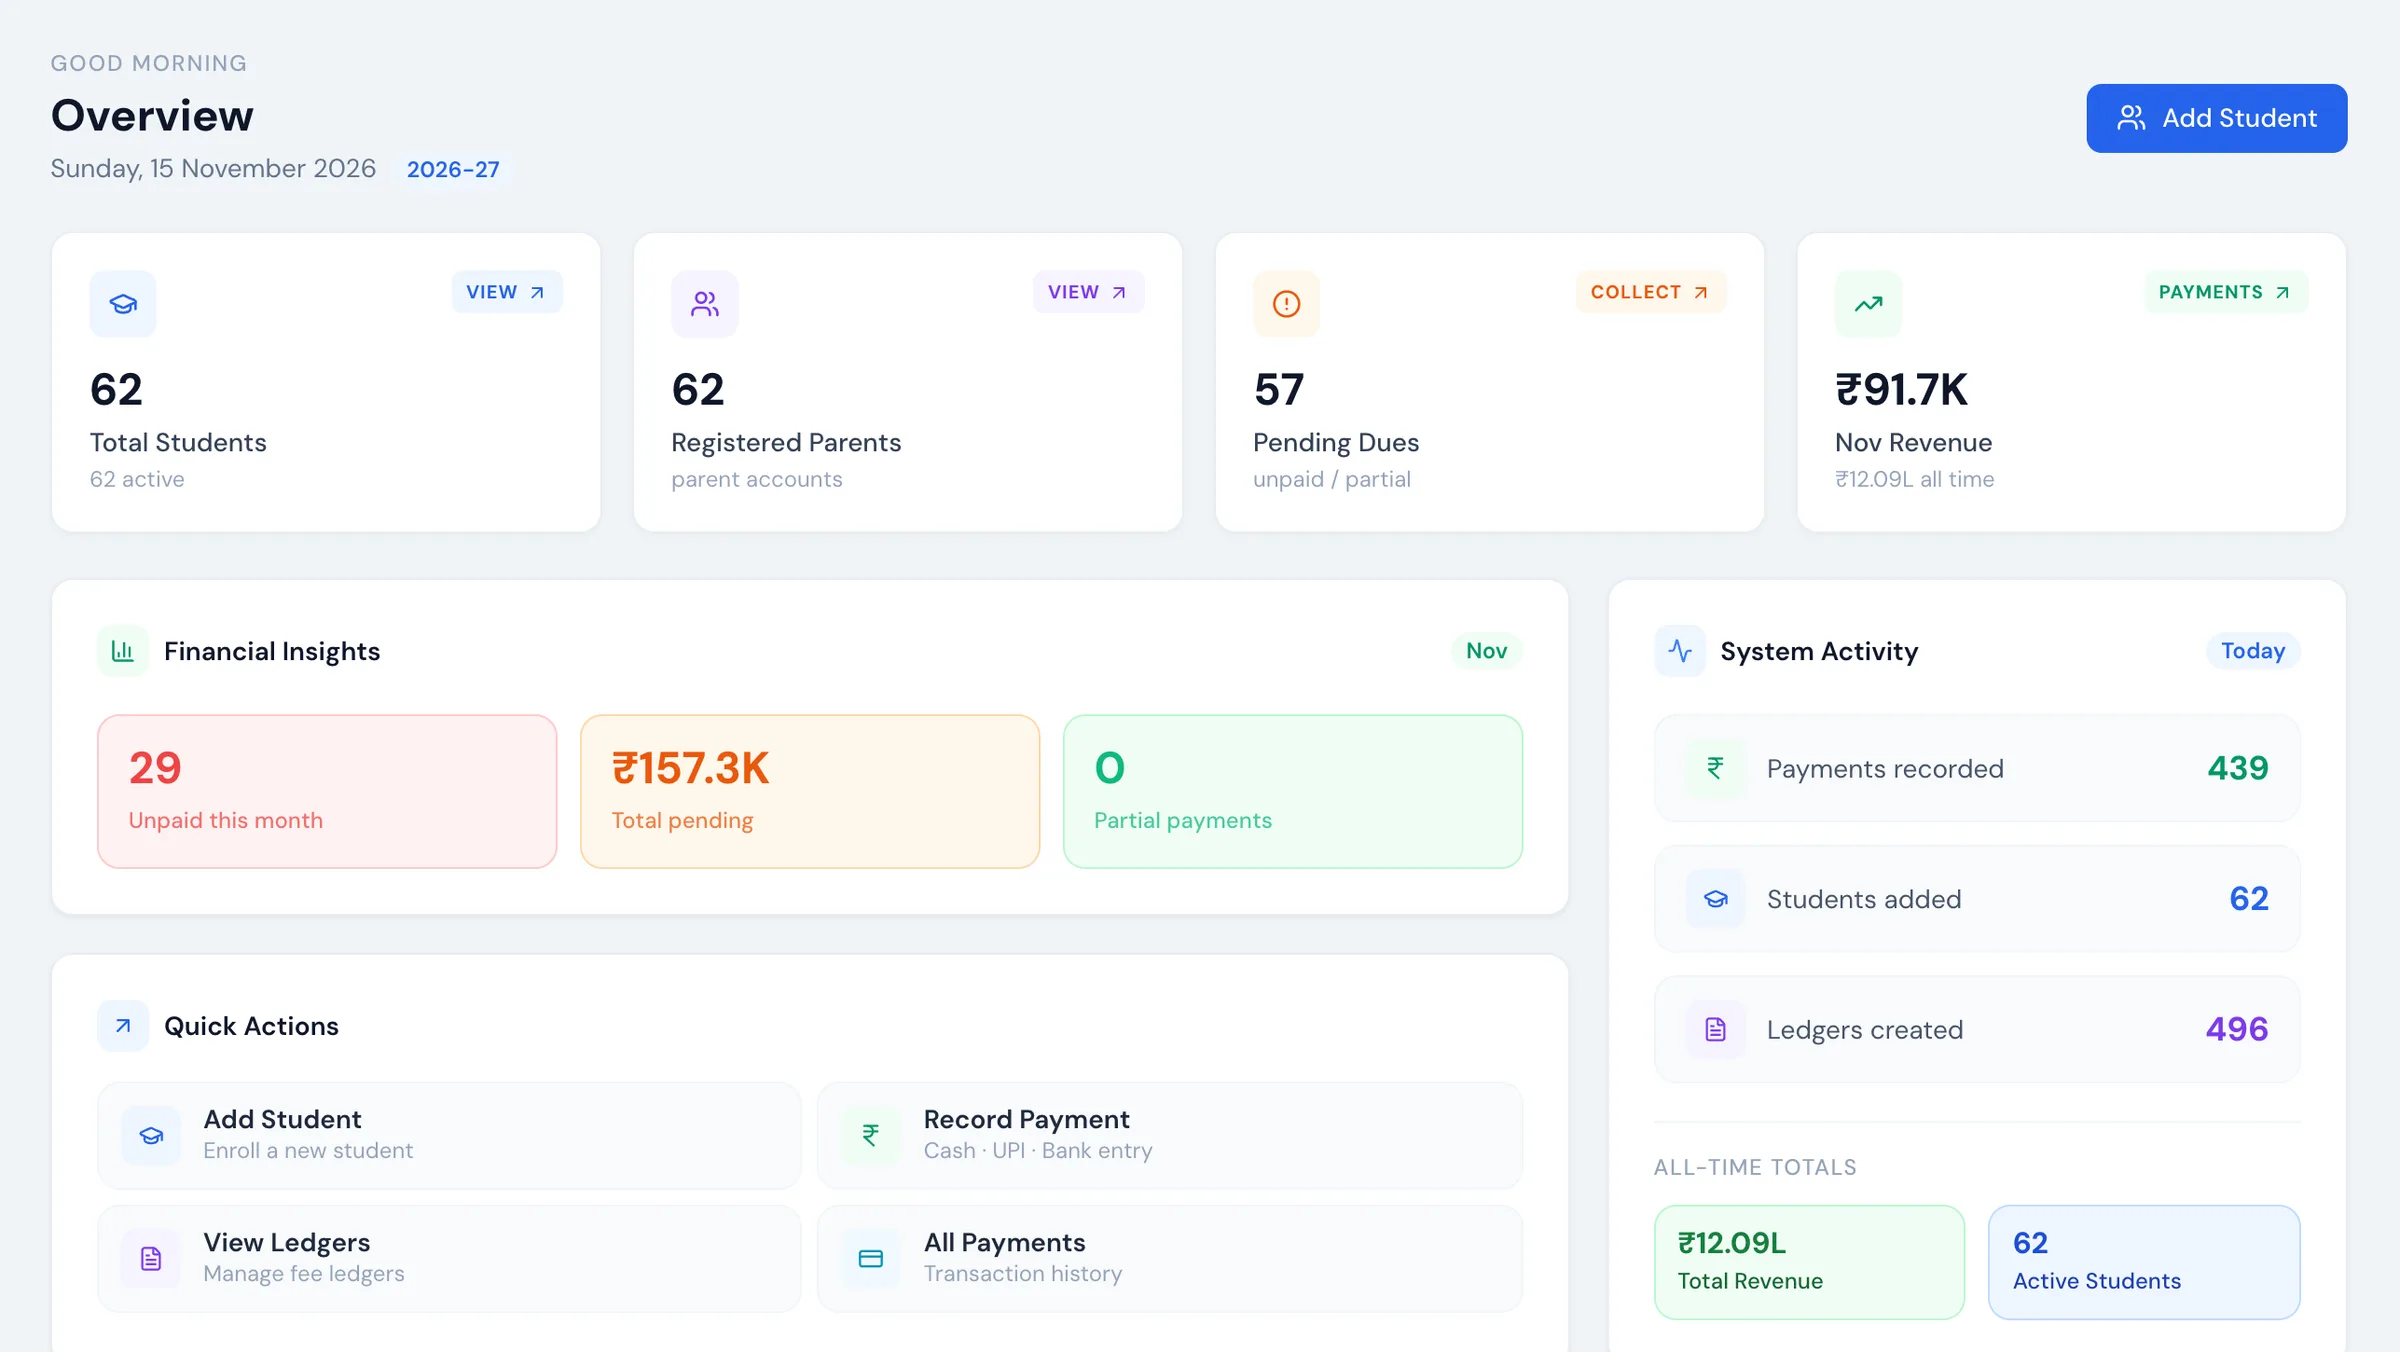 GOOD MORNING
Overview
Sunday, 15 November 2026
2026-27
Add Student
VIEW
62
Total Students
62 active
VIEW
62
Registered Parents
parent accounts
COLLECT
57
Pending Dues
unpaid / partial
PAYMENTS
₹91.7K
Nov Revenue
₹12.09L all time
Financial Insights
Nov
29
Unpaid this month
₹157.3K
Total pending
0
Partial payments
Quick Actions
Add Student
Enroll a new student
₹
Record Payment
Cash · UPI · Bank entry
View Ledgers
Manage fee ledgers
All Payments
Transaction history
System Activity
Today
₹
Payments recorded
439
Students added
62
Ledgers created
496
ALL-TIME TOTALS
₹12.09L
Total Revenue
62
Active Students